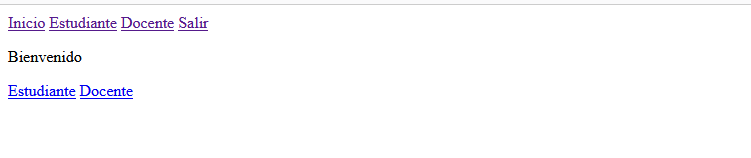 Inicio Estudiante Docente Salir
Bienvenido
Estudiante Docente